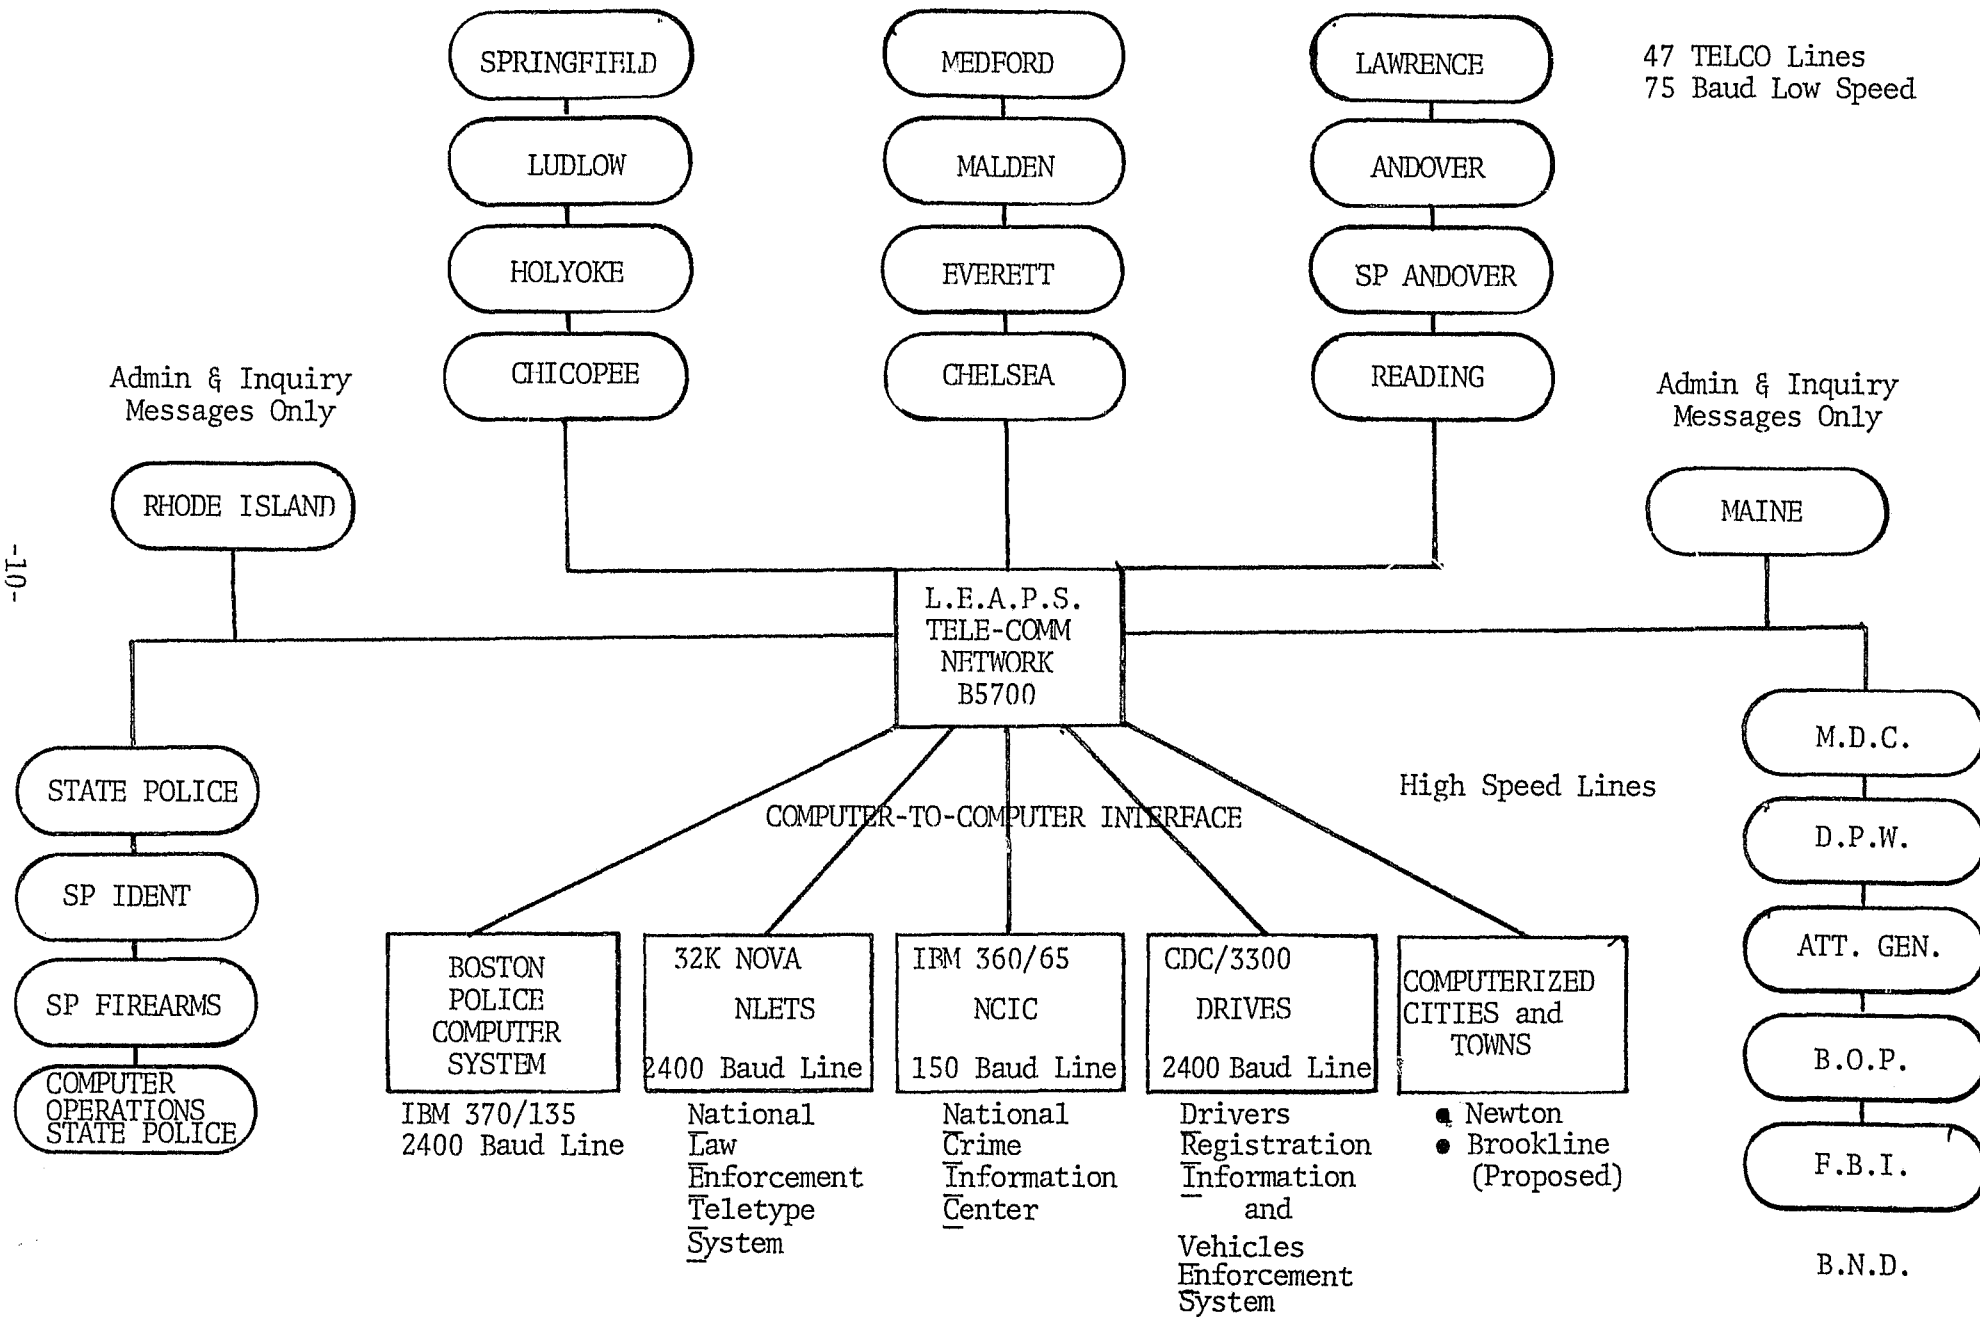 SPRINGFIELD
LUDLOW
HOLYOKE
CHICOPEE
MEDFORD
MALDEN
EVERETT
CHELSEA
LAWRENCE
ANDOVER
SP ANDOVER
READING
47 TELCO Lines
75 Baud Low Speed
Admin & Inquiry
Messages Only
RHODE ISLAND
Admin & Inquiry
Messages Only
MAINE
-10-
L.E.A.P.S.
TELE-COMM
NETWORK
B5700
STATE POLICE
SP IDENT
SP FIREARMS
COMPUTER
OPERATIONS
STATE POLICE
COMPUTER-TO-COMPUTER INTERFACE
High Speed Lines
BOSTON
POLICE
COMPUTER
SYSTEM
IBM 370/135
2400 Baud Line
32K NOVA
NLETS
2400 Baud Line
National
Law
Enforcement
Teletype
System
IBM 360/65
NCIC
150 Baud Line
National
Crime
Information
Center
CDC/3300
DRIVES
2400 Baud Line
Drivers
Registration
Information
and
Vehicles
Enforcement
System
COMPUTERIZED
CITIES and
TOWNS
• Newton
• Brookline
(Proposed)
M.D.C.
D.P.W.
ATT. GEN.
B.O.P.
F.B.I.
B.N.D.